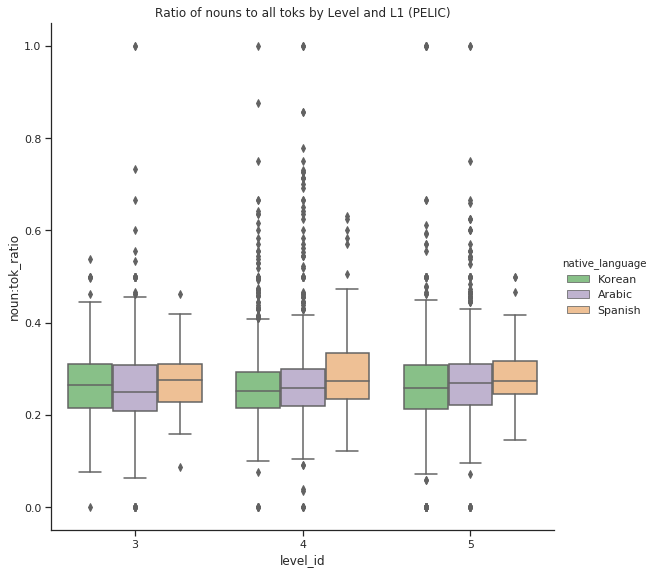 Ratio of nouns to all toks by Level and L1 (PELIC)
1.0
0.8
0.6
0.4
0.2
0.0
noun:tok_ratio
3
4
5
level_id
native_language
Korean
Arabic
Spanish